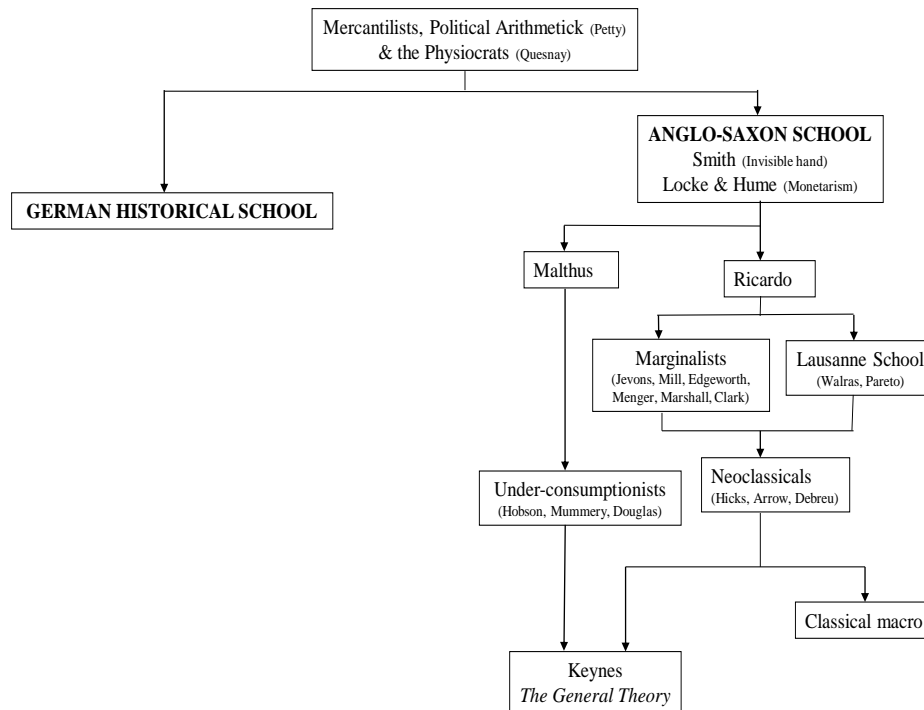 Mercantilists, Political Arithmetick (Petty)
& the Physiocrats (Quesnay)
ANGLO-SAXON SCHOOL
Smith (Invisible hand)
Locke & Hume (Monetarism)
GERMAN HISTORICAL SCHOOL
Malthus
Ricardo
Marginalists
(Jevons, Mill, Edgeworth,
Menger, Marshall, Clark)
Lausanne School
(Walras, Pareto)
Under-consumptionists
(Hobson, Mummery, Douglas)
Neoclassicals
(Hicks, Arrow, Debreu)
Classical macro
Keynes
The General Theory